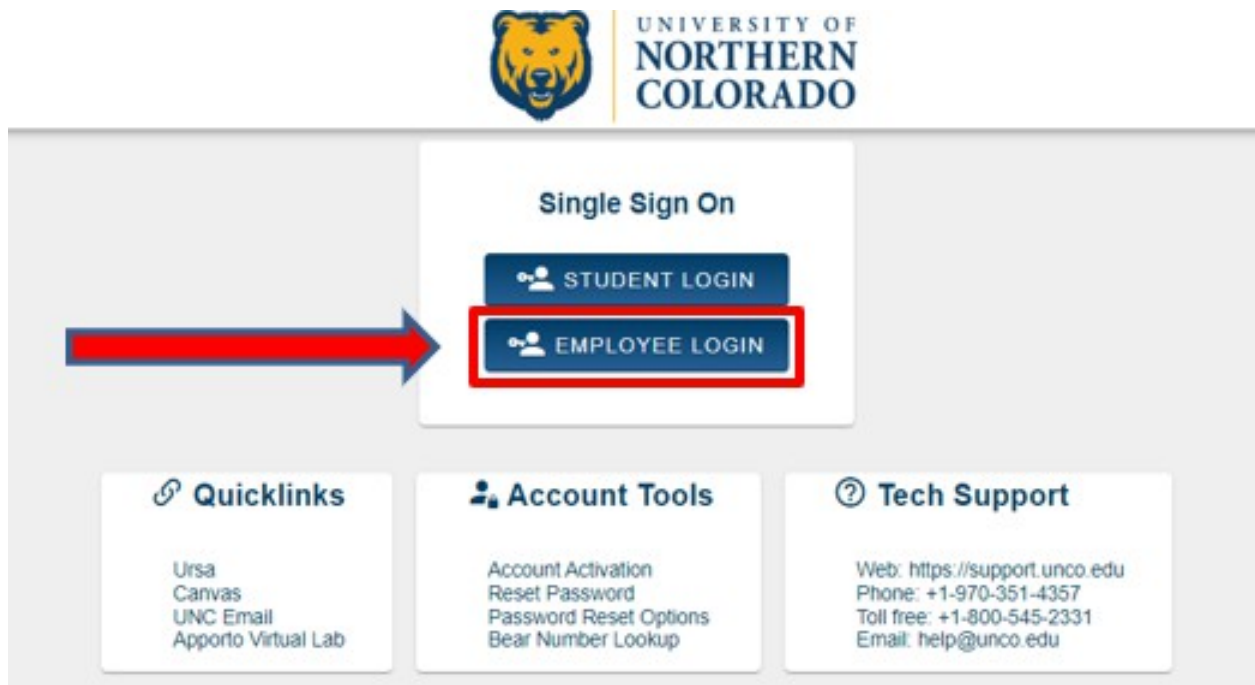 UNIVERSITY OF
NORTHERN
COLORADO
Single Sign On
STUDENT LOGIN
EMPLOYEE LOGIN
Quicklinks
Ursa
Canvas
UNC Email
Apporto Virtual Lab
Account Tools
Account Activation
Reset Password
Password Reset Options
Bear Number Lookup
Tech Support
Web: https://support.unco.edu
Phone: +1-970-351-4357
Toll free: +1-800-545-2331
Email: help@unco.edu